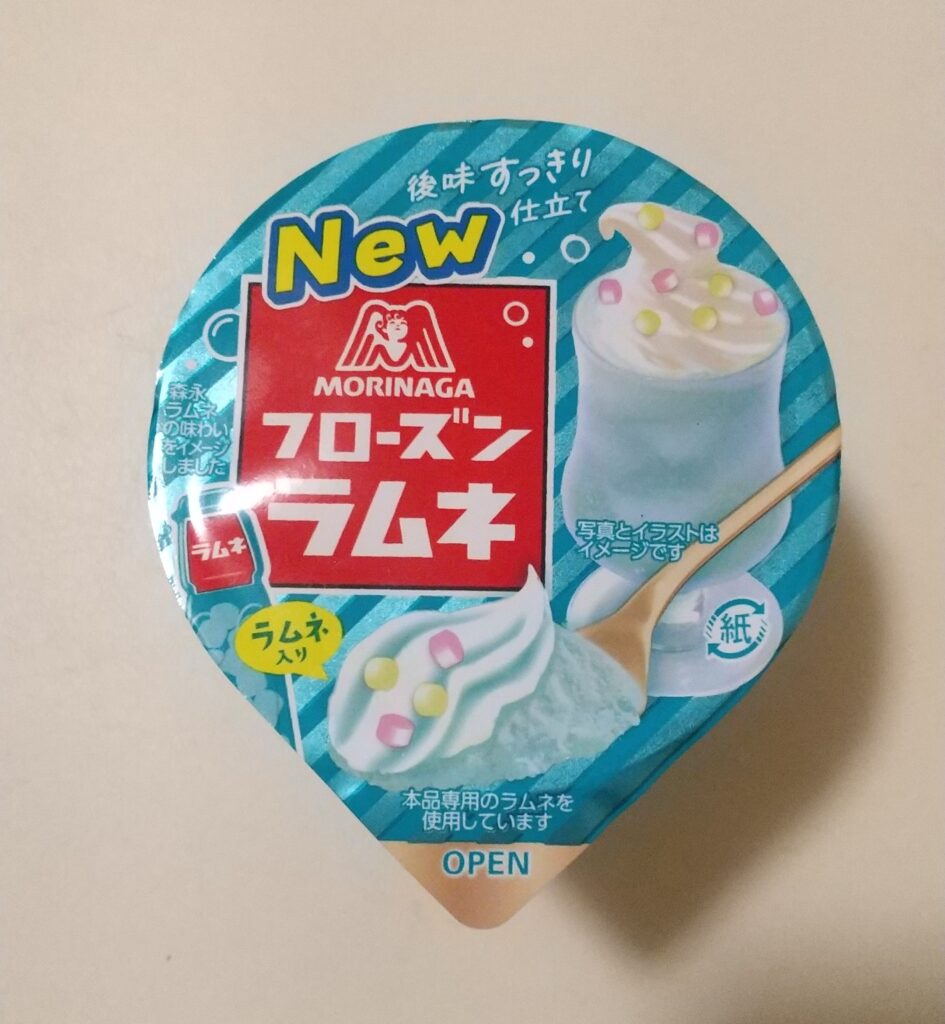 後味すっきり
仕立て
New
MORINAGA
フローズン
ラムネ
森永
ラムネ
の味わい
をイメージ
しました
ラムネ
ラムネ
入り
写真とイラストは
イメージです
紙
本品専用のラムネを
使用しています
OPEN